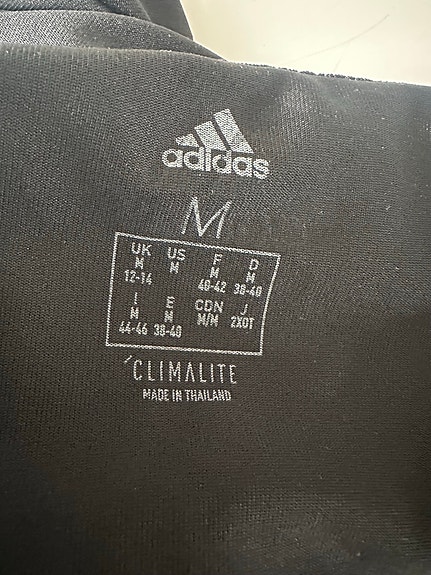 adidas
M
UK US F D
M M M M
12-14 40-42 38-40
I E CDN J
M M M/M 2XOT
44-46 38-40
CLIMALITE
MADE IN THAILAND